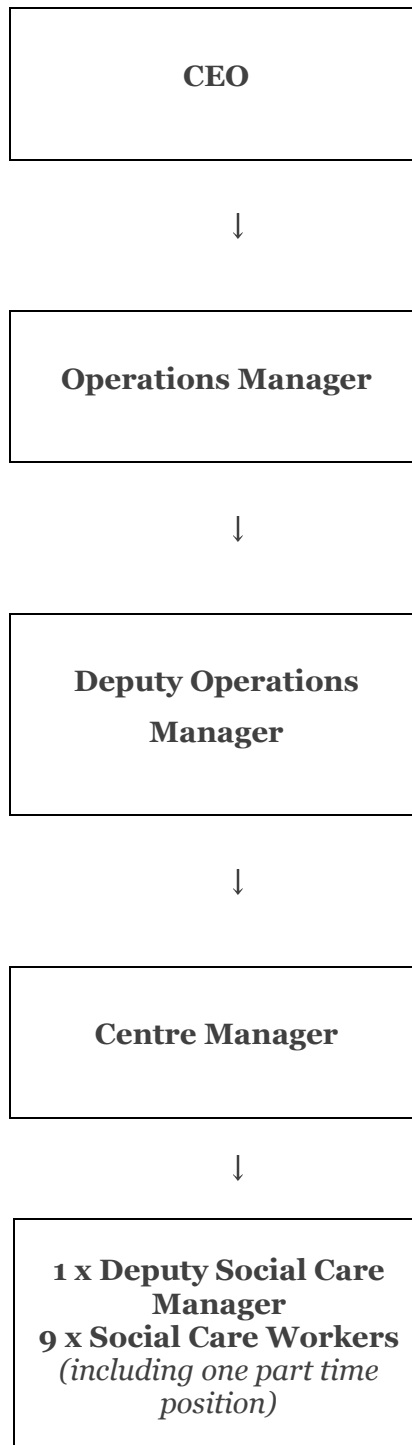 CEO
↓
Operations Manager
↓
Deputy Operations
Manager
↓
Centre Manager
↓
1 x Deputy Social Care
Manager
9 x Social Care Workers
(including one part time
position)